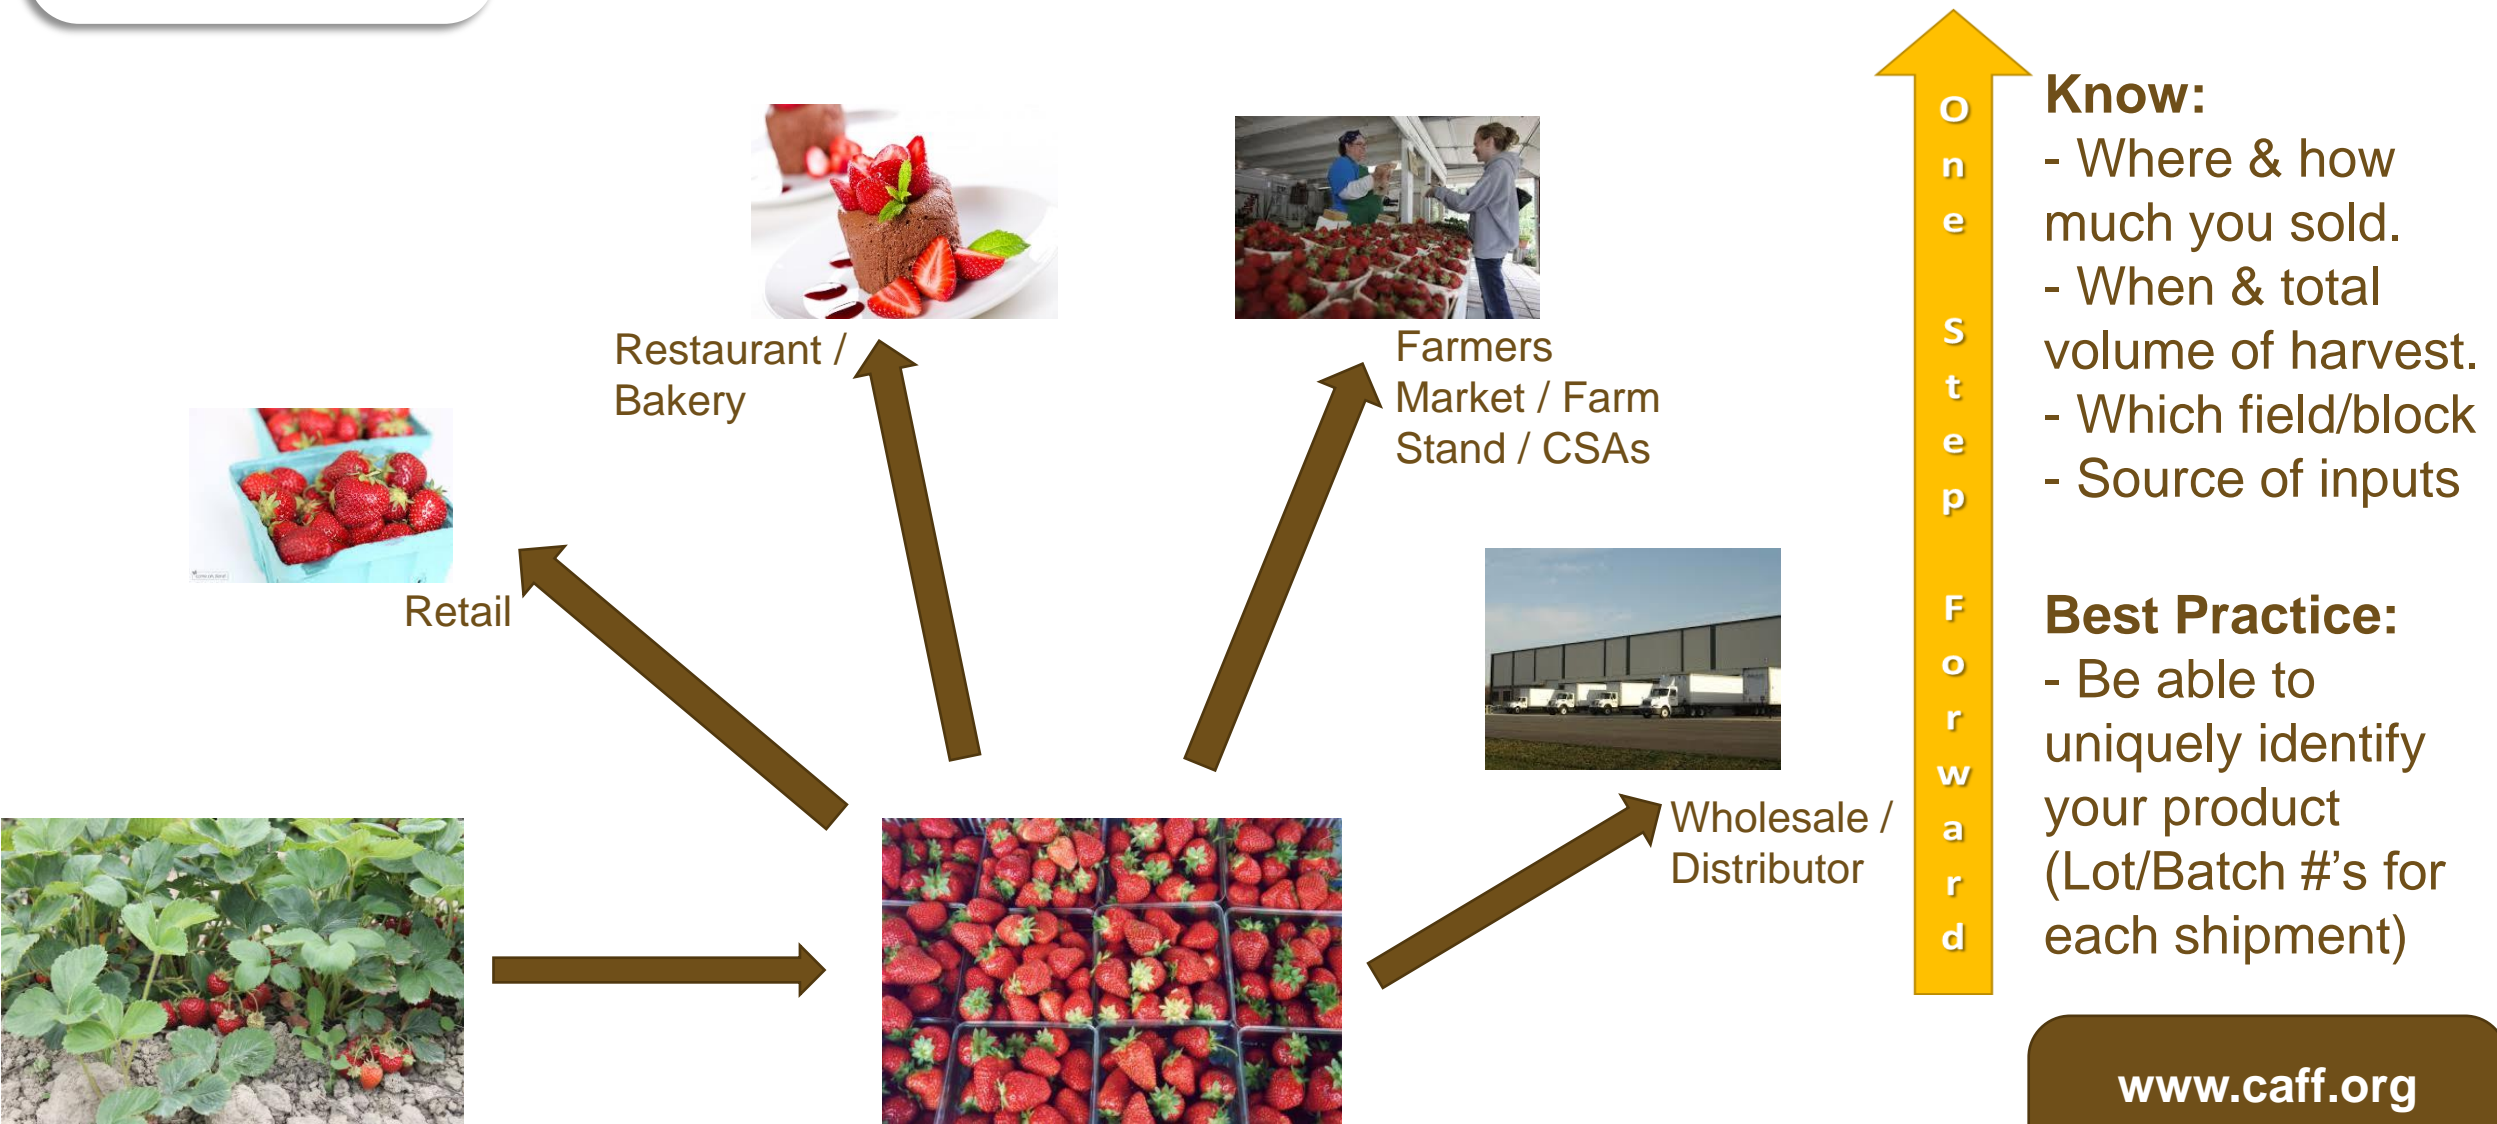 Restaurant /
Bakery
Farmers
Market / Farm
Stand / CSAs
Retail
Wholesale /
Distributor
One Step Forward
Know:
- Where & how
much you sold.
- When & total
volume of harvest.
- Which field/block
- Source of inputs
Best Practice:
- Be able to
uniquely identify
your product
(Lot/Batch #’s for
each shipment)
www.caff.org